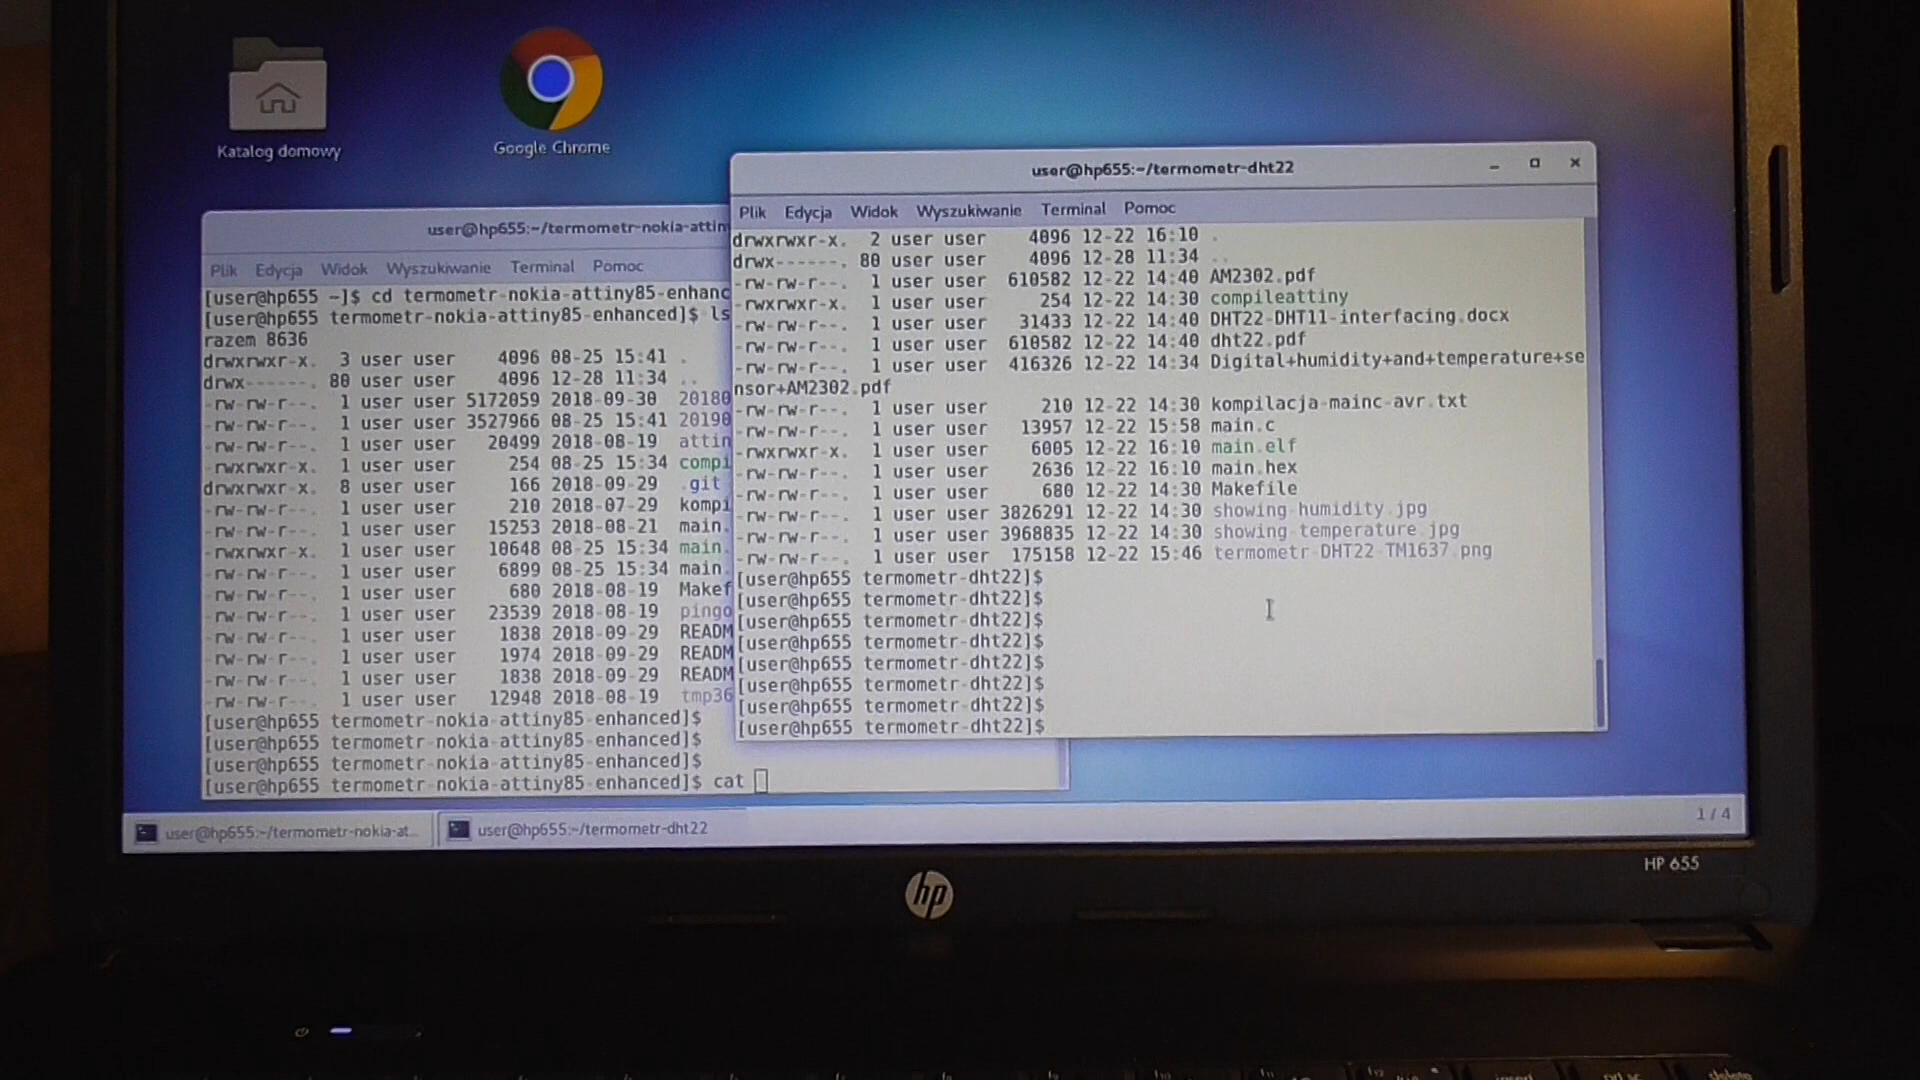 Katalog domowy
Google Chrome
user@hp655:~/termometr-nokia-attin
Plik Edycja Widok Wyszukiwanie Terminal Pomoc
[user@hp655 ~]$ cd termometr-nokia-attiny85-enhanc
[user@hp655 termometr-nokia-attiny85-enhanced]$ ls
razem 8636
drwxrwxr-x. 3 user user 4096 08-25 15:41 .
drwx------. 80 user user 4096 12-28 11:34 ..
-rw-rw-r--. 1 user user 5172059 2018-09-30 20180
-rw-rw-r--. 1 user user 3527966 08-25 15:41 20190
-rw-rw-r--. 1 user user 20499 2018-08-19 attin
-rwxrwxr-x. 1 user user 254 08-25 15:34 compi
drwxrwxr-x. 8 user user 166 2018-09-29 .git
-rw-rw-r--. 1 user user 210 2018-07-29 kompi
-rw-rw-r--. 1 user user 15253 2018-08-21 main.
-rwxrwxr-x. 1 user user 10648 08-25 15:34 main.
-rw-rw-r--. 1 user user 6899 08-25 15:34 main.
-rw-rw-r--. 1 user user 680 2018-08-19 Makef
-rw-rw-r--. 1 user user 23539 2018-08-19 pingo
-rw-rw-r--. 1 user user 1838 2018-09-29 READM
-rw-rw-r--. 1 user user 1974 2018-09-29 READM
-rw-rw-r--. 1 user user 1838 2018-09-29 READM
-rw-rw-r--. 1 user user 12948 2018-08-19 tmp36
[user@hp655 termometr-nokia-attiny85-enhanced]$
[user@hp655 termometr-nokia-attiny85-enhanced]$
[user@hp655 termometr-nokia-attiny85-enhanced]$
[user@hp655 termometr-nokia-attiny85-enhanced]$ cat
user@hp655:~/termometr-dht22
Plik Edycja Widok Wyszukiwanie Terminal Pomoc
drwxrwxr-x. 2 user user 4096 12-22 16:10 .
drwx------. 80 user user 4096 12-28 11:34 ..
-rw-rw-r--. 1 user user 610582 12-22 14:40 AM2302.pdf
-rwxrwxr-x. 1 user user 254 12-22 14:30 compileattiny
-rw-rw-r--. 1 user user 31433 12-22 14:40 DHT22-DHT11-interfacing.docx
-rw-rw-r--. 1 user user 610582 12-22 14:40 dht22.pdf
-rw-rw-r--. 1 user user 416326 12-22 14:34 Digital+humidity+and+temperature+se
nsor+AM2302.pdf
-rw-rw-r--. 1 user user 210 12-22 14:30 kompilacja-mainc-avr.txt
-rw-rw-r--. 1 user user 13957 12-22 15:58 main.c
-rwxrwxr-x. 1 user user 6005 12-22 16:10 main.elf
-rw-rw-r--. 1 user user 2636 12-22 16:10 main.hex
-rw-rw-r--. 1 user user 680 12-22 14:30 Makefile
-rw-rw-r--. 1 user user 3826291 12-22 14:30 showing-humidity.jpg
-rw-rw-r--. 1 user user 3968835 12-22 14:30 showing-temperature.jpg
-rw-rw-r--. 1 user user 175158 12-22 15:46 termometr-DHT22-TM1637.png
[user@hp655 termometr-dht22]$
[user@hp655 termometr-dht22]$
[user@hp655 termometr-dht22]$
[user@hp655 termometr-dht22]$
[user@hp655 termometr-dht22]$
[user@hp655 termometr-dht22]$
[user@hp655 termometr-dht22]$
[user@hp655 termometr-dht22]$
user@hp655:~/termometr-nokia-at...
user@hp655:~/termometr-dht22
1 / 4
HP 655
hp